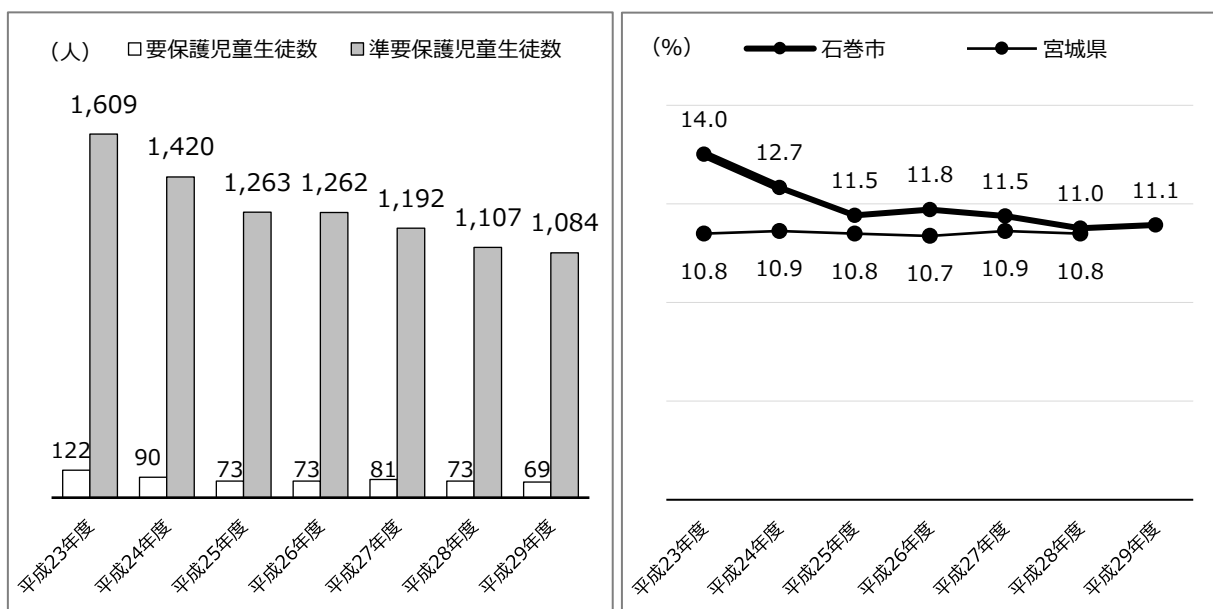 （人） □要保護児童生徒数 ■準要保護児童生徒数
1,609
1,420
1,263
1,262
1,192
1,107
1,084
122
90
73
73
81
73
69
平成23年度
平成24年度
平成25年度
平成26年度
平成27年度
平成28年度
平成29年度
（%） 石巻市 宮城県
14.0
12.7
11.5
11.8
11.5
11.0
11.1
10.8
10.9
10.8
10.7
10.9
10.8
平成23年度
平成24年度
平成25年度
平成26年度
平成27年度
平成28年度
平成29年度